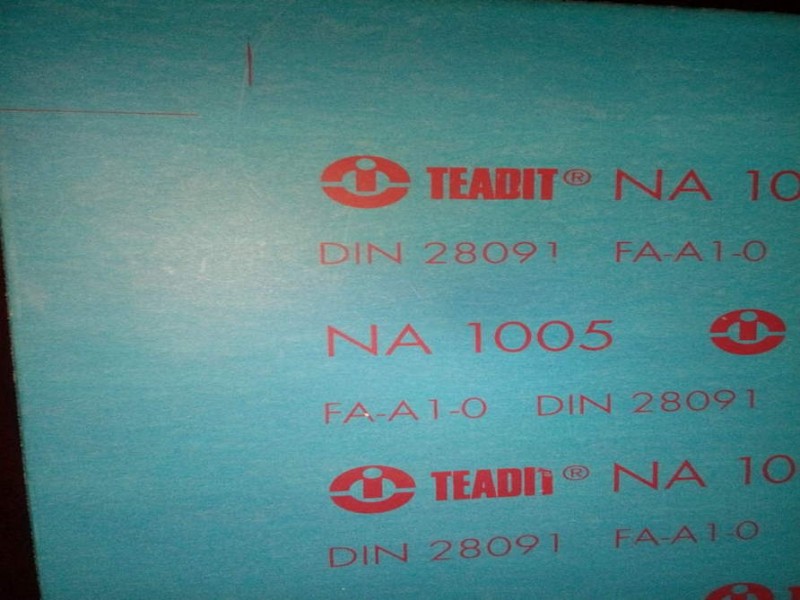 TEADIT® NA 10
DIN 28091 FA-A1-0
NA 1005
FA-A1-0 DIN 28091
TEADIT® NA 10
DIN 28091 FA-A1-0